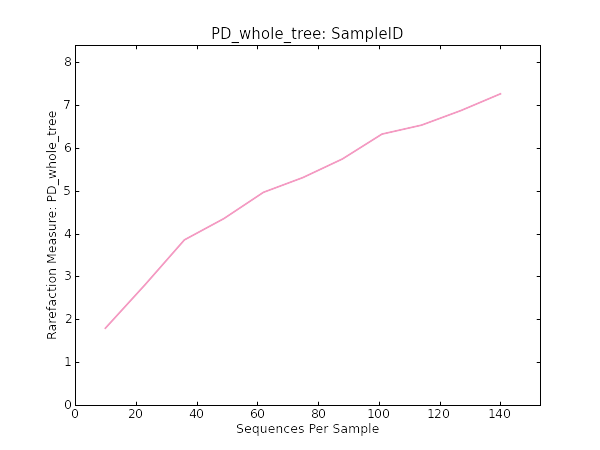 PD_whole_tree: SampleID
8
7
6
5
4
3
2
1
0
Rarefaction Measure: PD_whole_tree
0 20 40 60 80 100 120 140
Sequences Per Sample